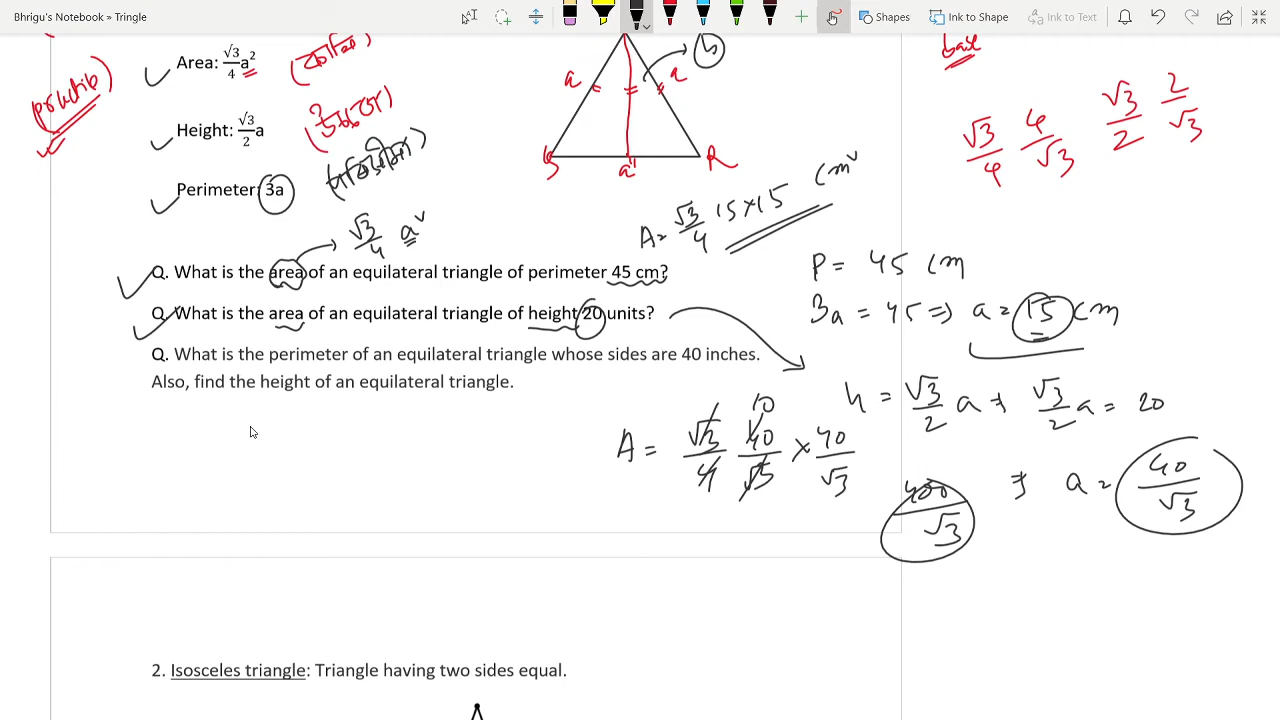 Bhrigu's Notebook » Tringle
Shapes
Ink to Shape
Ink to Text
Area: √3/4 a²
Height: √3/2 a
Perimeter: 3a
a
a
b
R
a
base
√3/4 4/√3
√3/2 2/√3
A = √3/4 15×15 cm²
√3/4 a²
Q. What is the area of an equilateral triangle of perimeter 45 cm?
Q. What is the area of an equilateral triangle of height 20 units?
Q. What is the perimeter of an equilateral triangle whose sides are 40 inches.
Also, find the height of an equilateral triangle.
P = 45 cm
3a = 45 ⇒ a = 15 cm
h = √3/2 a ⇒ √3/2 a = 20
⇒ a = 40/√3
A = √3/4 40/√3 × 40/√3
10
400/√3
2. Isosceles triangle: Triangle having two sides equal.